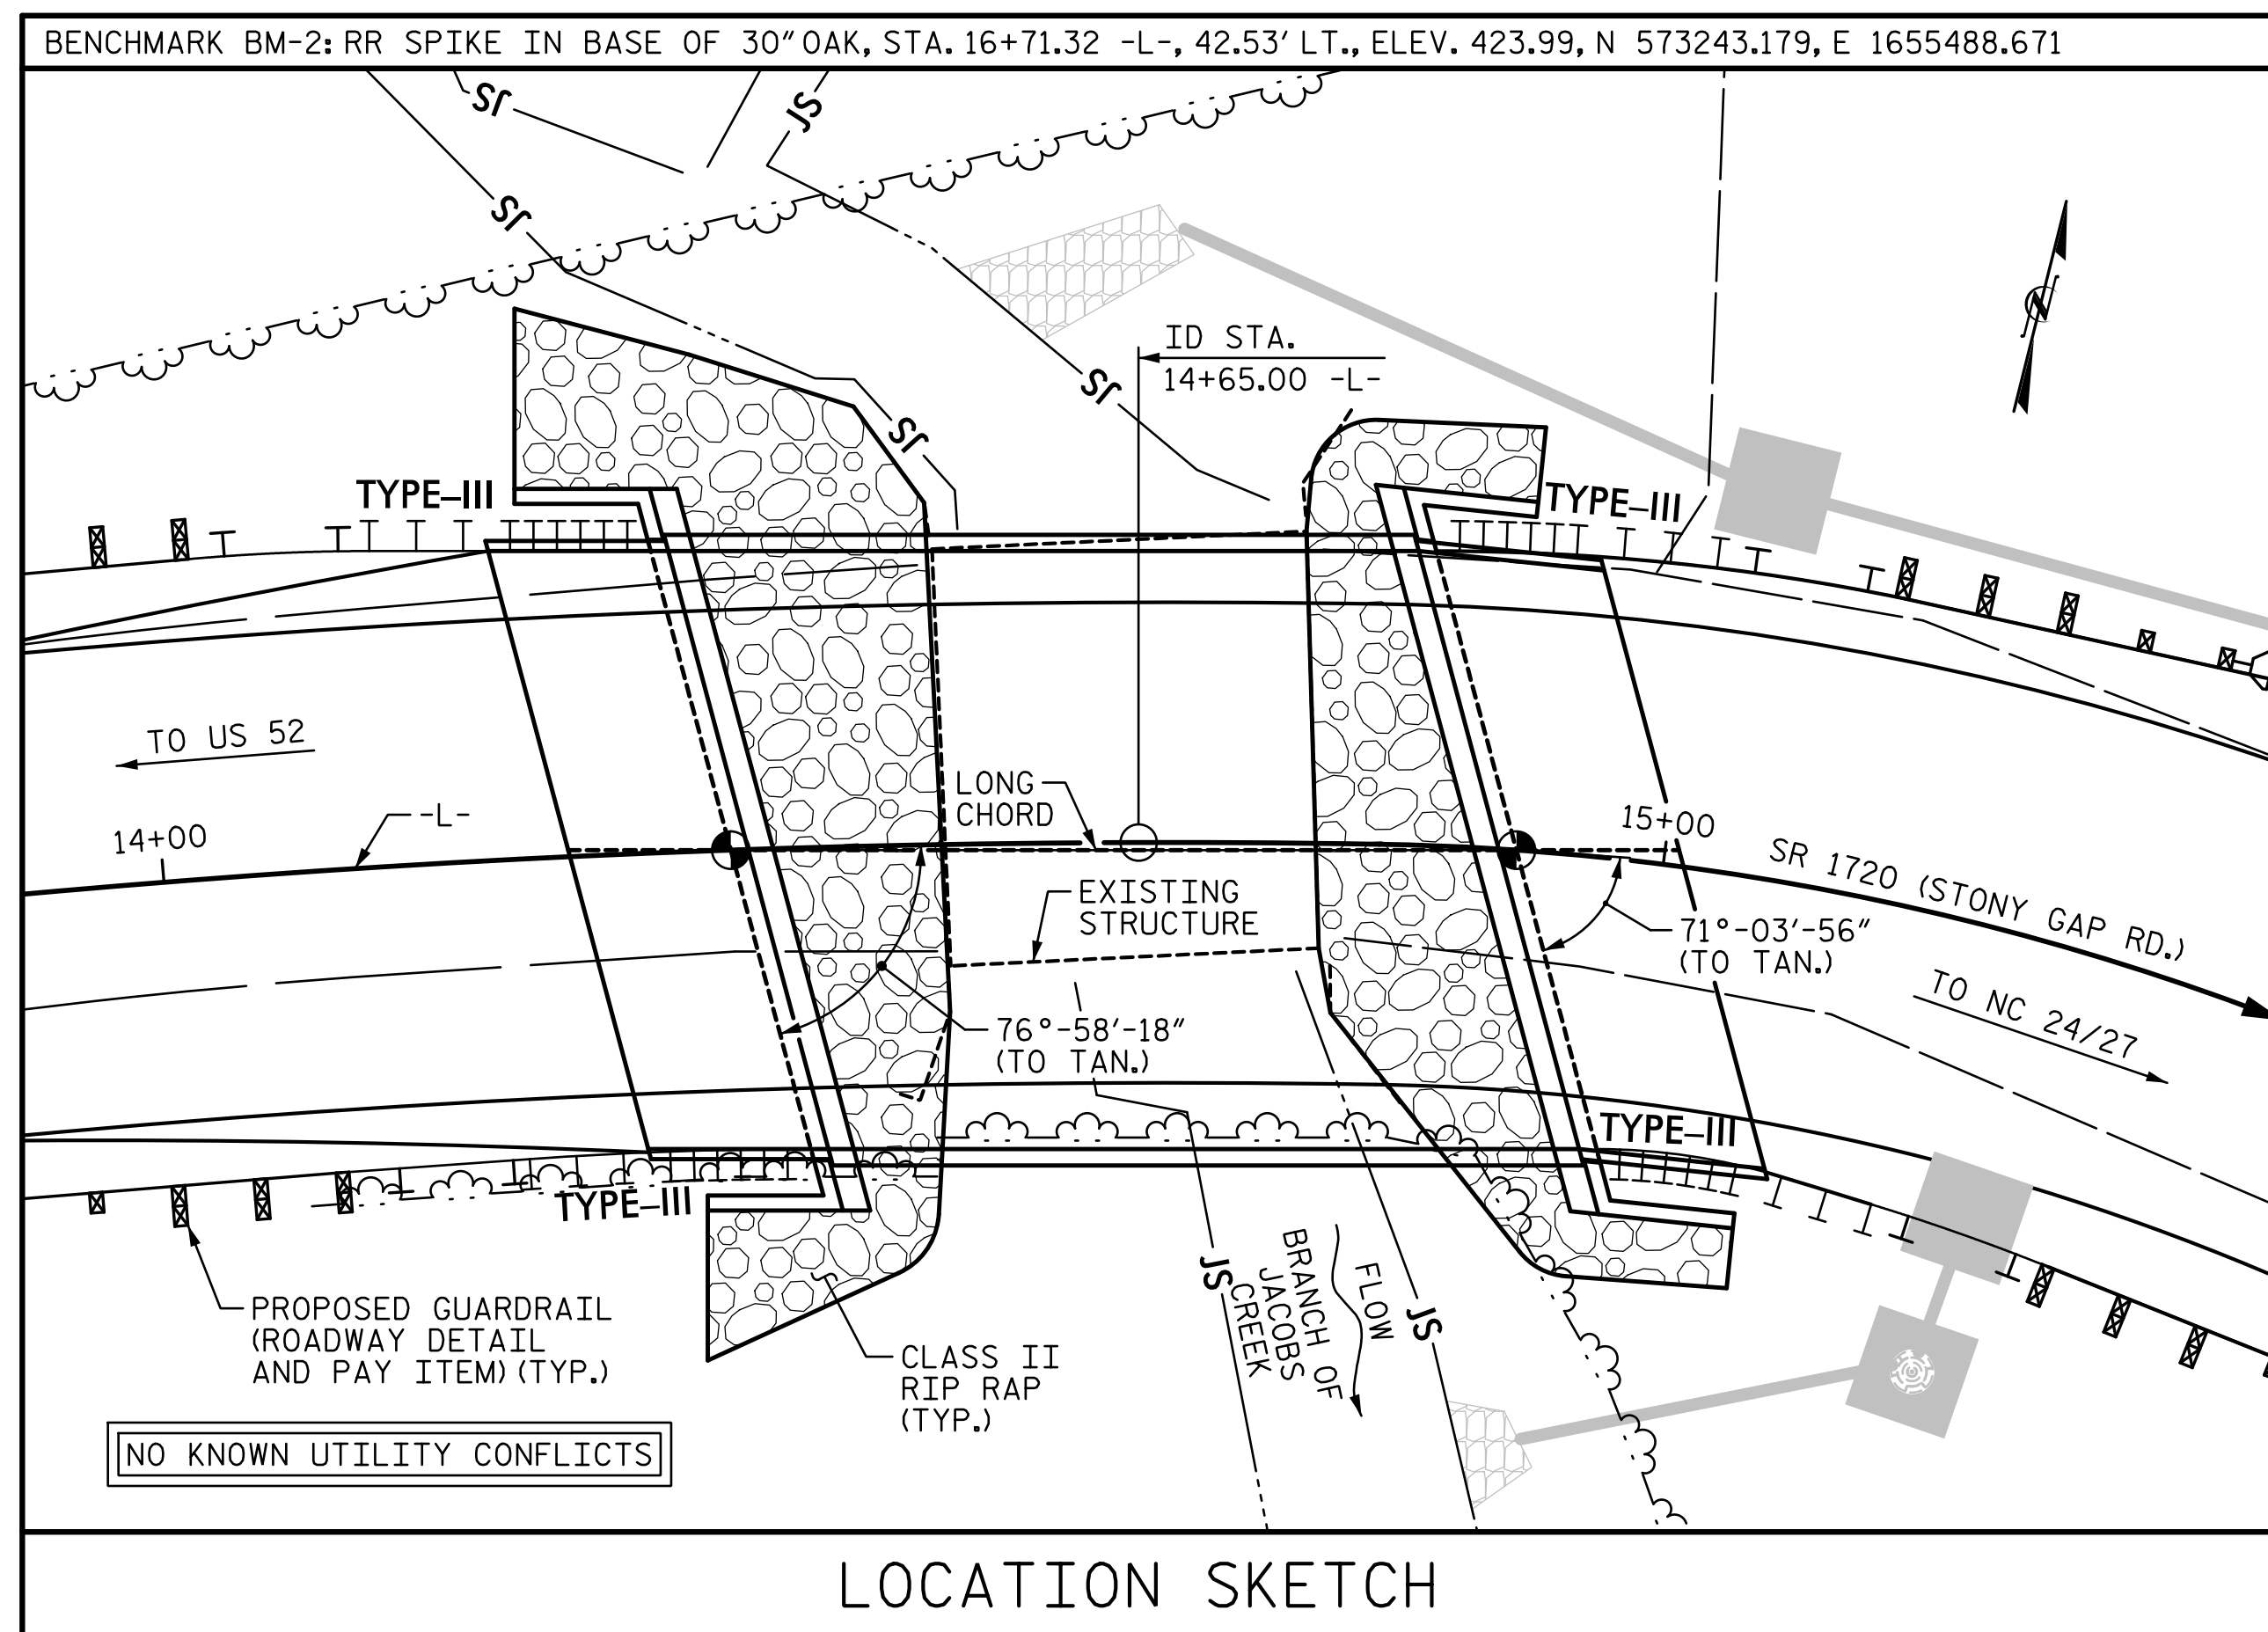 BENCHMARK BM-2: RR SPIKE IN BASE OF 30" OAK, STA. 16+71.32 -L-, 42.53' LT., ELEV. 423.99, N 573243.179, E 1655488.671
JS
JS
JS
JS
JS
N
ID STA.
14+65.00 -L-
TYPE-III
TYPE-III
TO US 52
LONG
CHORD
14+00
-L-
15+00
SR 1720 (STONY GAP RD.)
EXISTING
STRUCTURE
71°-03'-56"
(TO TAN.)
TO NC 24/27
76°-58'-18"
(TO TAN.)
TYPE-III
TYPE-III
JS
BRANCH OF
JACOBS
CREEK
FLOW
JS
PROPOSED GUARDRAIL
(ROADWAY DETAIL
AND PAY ITEM) (TYP.)
CLASS II
RIP RAP
(TYP.)
NO KNOWN UTILITY CONFLICTS
LOCATION SKETCH